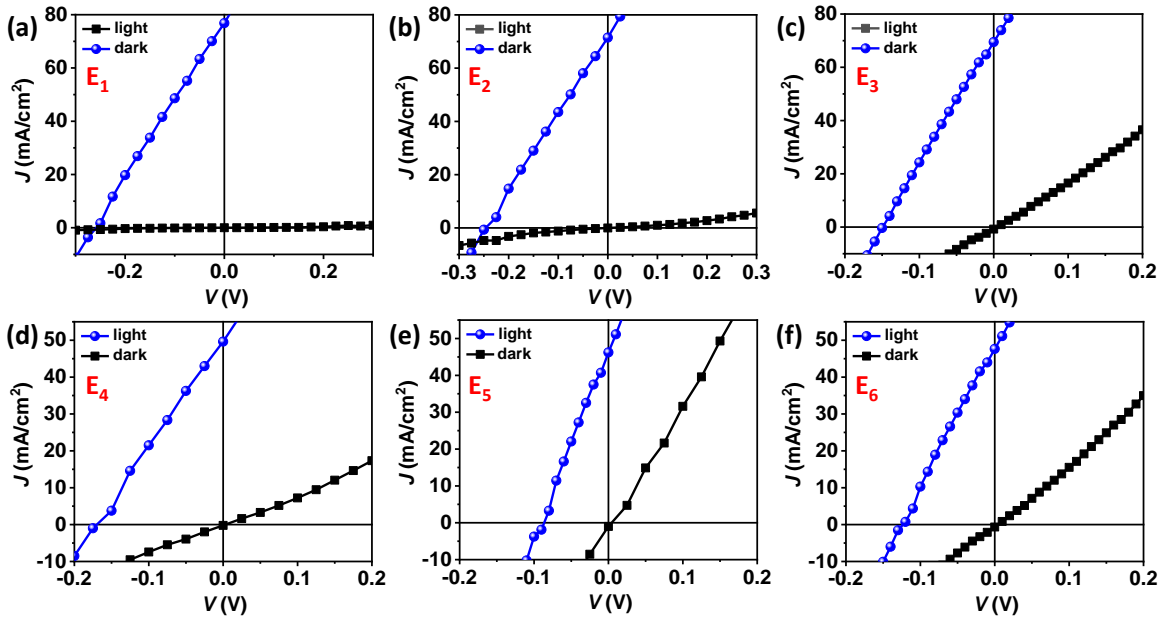 (a)
light
dark
E₁
80
60
40
20
0
J (mA/cm²)
-0.2
0.0
0.2
V (V)
(b)
light
dark
E₂
80
60
40
20
0
J (mA/cm²)
-0.3
-0.2
-0.1
0.0
0.1
0.2
0.3
V (V)
(c)
light
dark
E₃
80
60
40
20
0
J (mA/cm²)
-0.2
-0.1
0.0
0.1
0.2
V (V)
(d)
light
dark
E₄
50
40
30
20
10
0
-10
J (mA/cm²)
-0.2
-0.1
0.0
0.1
0.2
V (V)
(e)
light
dark
E₅
50
40
30
20
10
0
-10
J (mA/cm²)
-0.2
-0.1
0.0
0.1
0.2
V (V)
(f)
light
dark
E₆
50
40
30
20
10
0
-10
J (mA/cm²)
-0.2
-0.1
0.0
0.1
0.2
V (V)